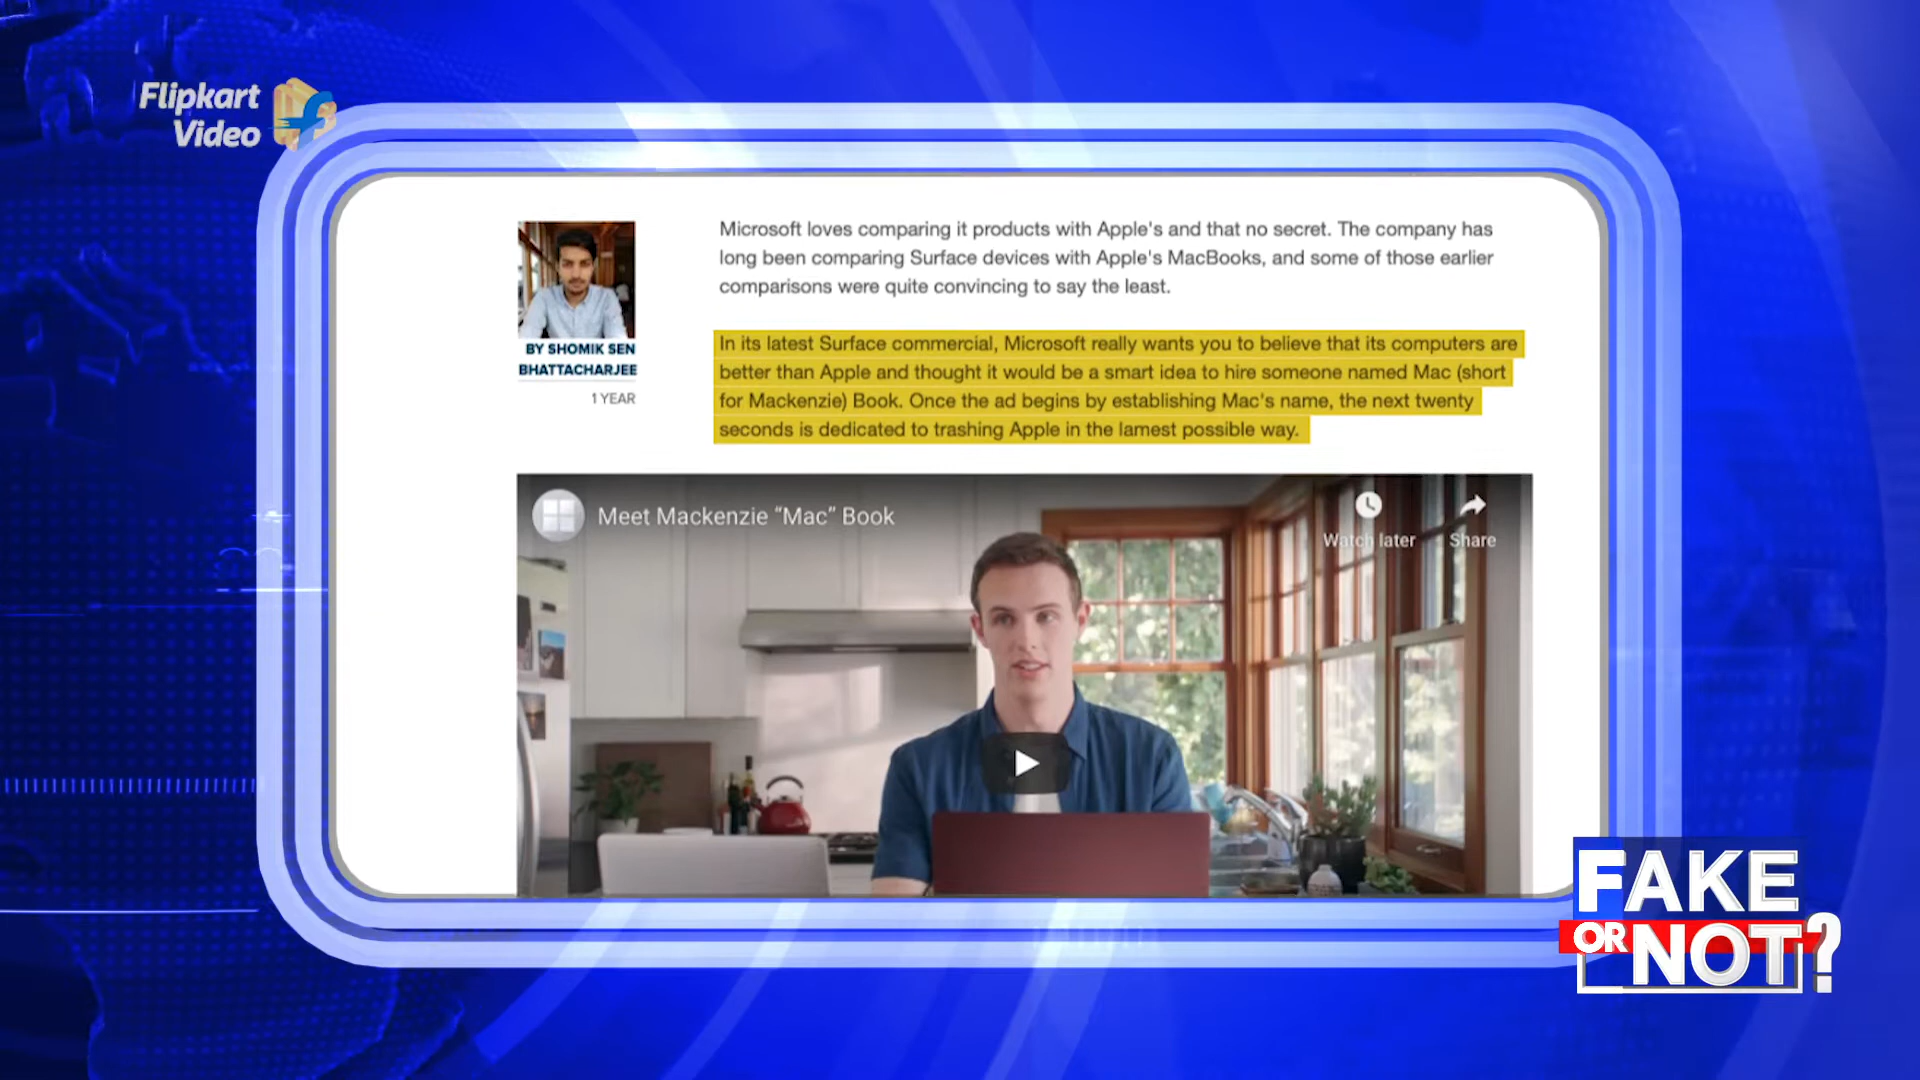 Flipkart
Video
Microsoft loves comparing it products with Apple's and that no secret. The company has
long been comparing Surface devices with Apple's MacBooks, and some of those earlier
comparisons were quite convincing to say the least.
BY SHOMIK SEN
BHATTACHARJEE
1 YEAR
In its latest Surface commercial, Microsoft really wants you to believe that its computers are
better than Apple and thought it would be a smart idea to hire someone named Mac (short
for Mackenzie) Book. Once the ad begins by establishing Mac's name, the next twenty
seconds is dedicated to trashing Apple in the lamest possible way.
Meet Mackenzie “Mac” Book
Watch later
Share
FAKE
OR NOT?